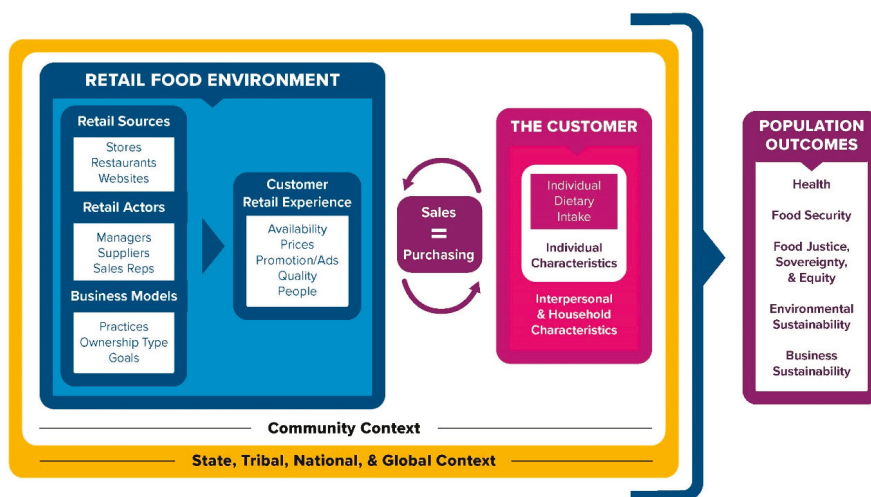 RETAIL FOOD ENVIRONMENT
Retail Sources
Stores
Restaurants
Websites
Retail Actors
Managers
Suppliers
Sales Reps
Business Models
Practices
Ownership Type
Goals
Customer
Retail Experience
Availability
Prices
Promotion/Ads
Quality
People
Sales
=
Purchasing
THE CUSTOMER
Individual
Dietary
Intake
Individual
Characteristics
Interpersonal
& Household
Characteristics
Community Context
State, Tribal, National, & Global Context
POPULATION
OUTCOMES
Health
Food Security
Food Justice,
Sovereignty,
& Equity
Environmental
Sustainability
Business
Sustainability